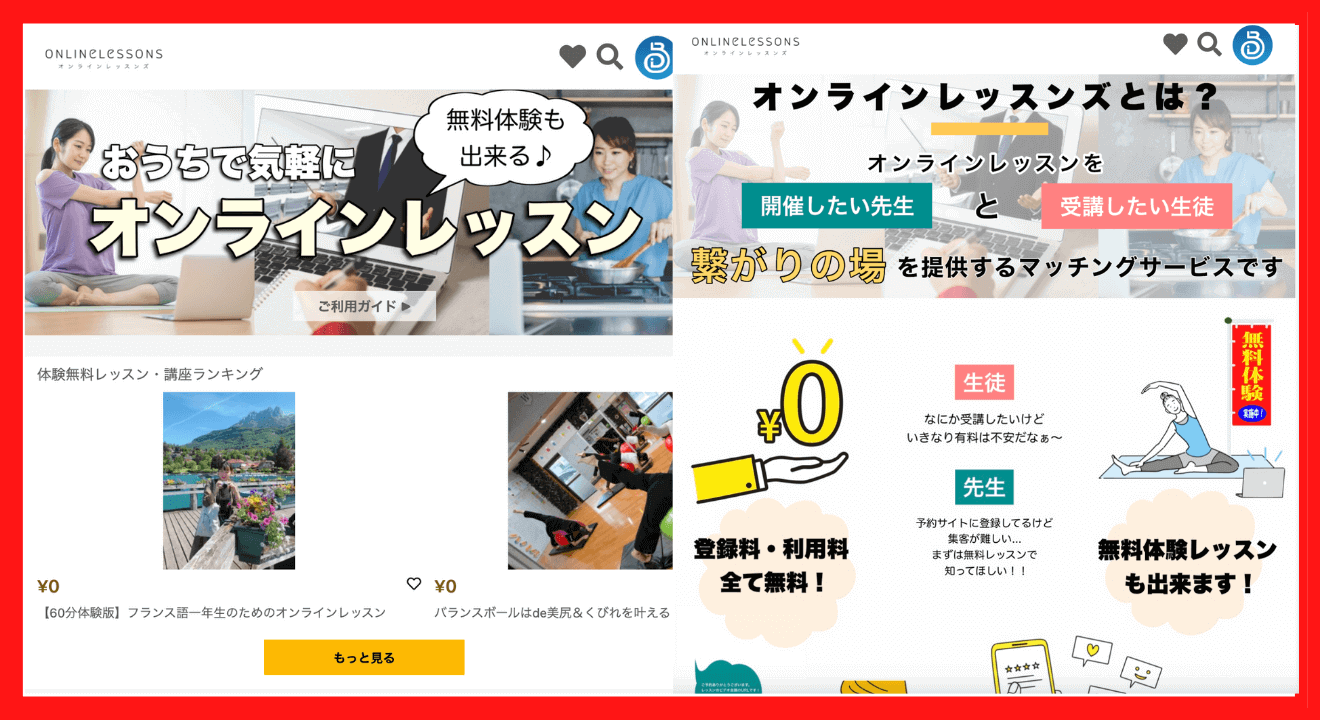 ONLINELESSONS
オンラインレッスンズ
無料体験も
出来る♪
おうちで気軽に
オンラインレッスン
ご利用ガイド ▶
体験無料レッスン・講座ランキング
¥0
【60分体験版】フランス語一年生のためのオンラインレッスン
¥0
バランスボールはde美尻＆くびれを叶える
もっと見る
ONLINELESSONS
オンラインレッスンズ
オンラインレッスンズとは？
オンラインレッスンを
開催したい先生 と 受講したい生徒
繋がりの場 を提供するマッチングサービスです
¥0
登録料・利用料
全て無料！
生徒
なにか受講したいけど
いきなり有料は不安だなぁ〜
先生
予約サイトに登録してるけど
集客が難しい...
まずは無料レッスンで
知ってほしい！！
無料体験
実施中!
無料体験レッスン
も出来ます！